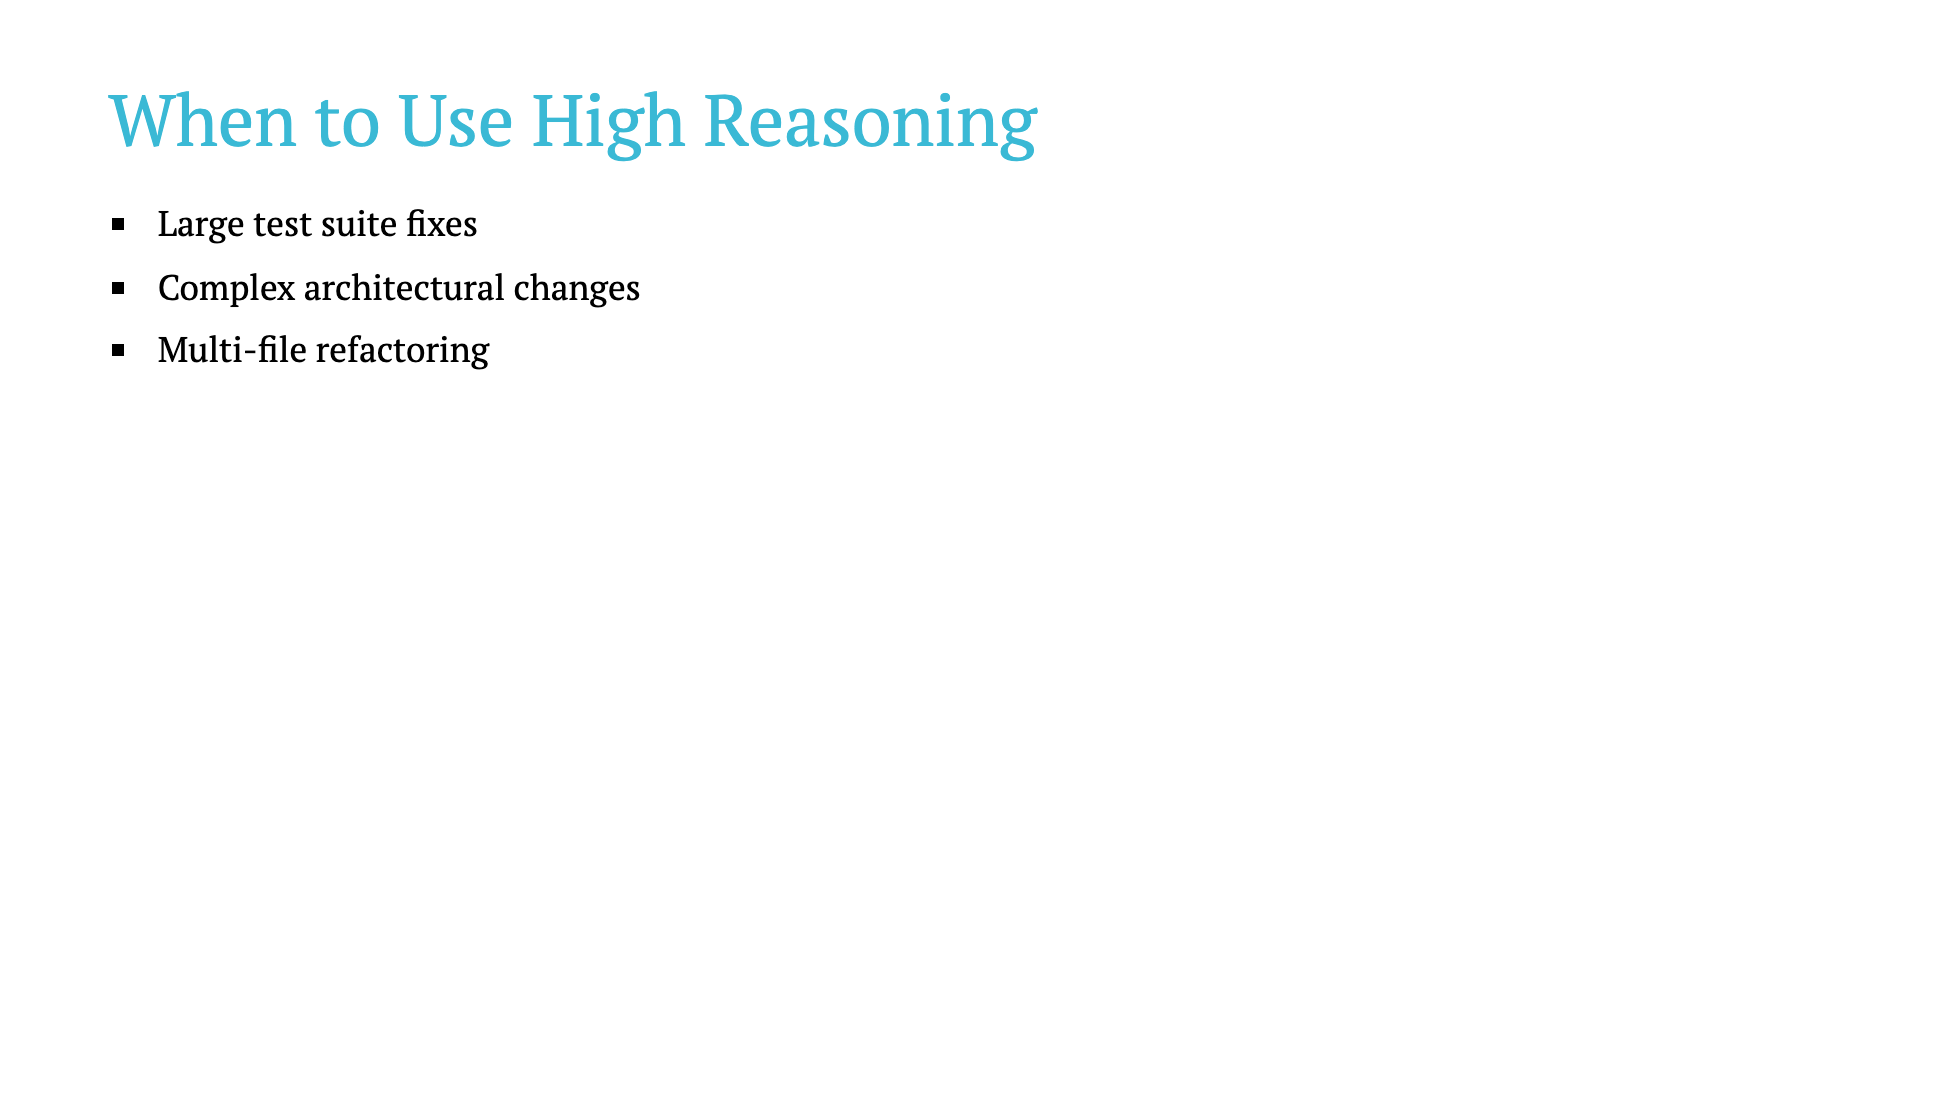 When to Use High Reasoning
▪ Large test suite fixes
▪ Complex architectural changes
▪ Multi-file refactoring